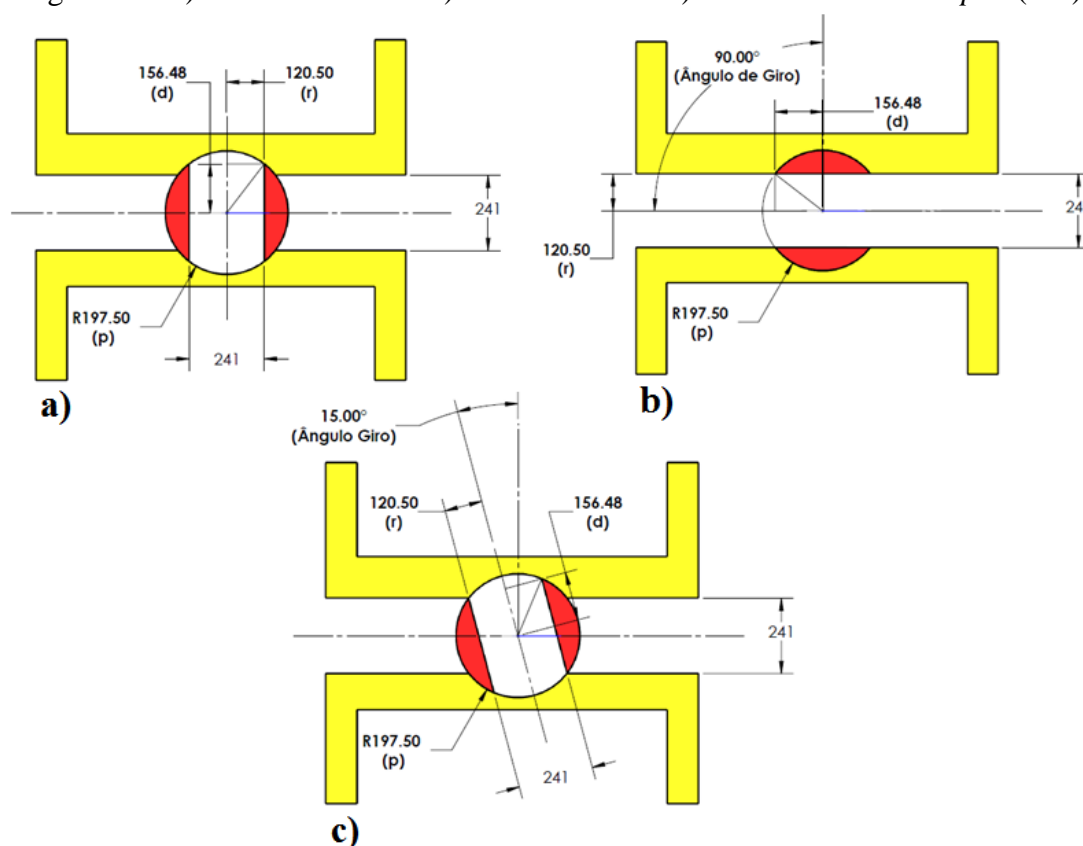 156.48
(d)
120.50
(r)
241
R197.50
(p)
241
a)
90.00°
(Ângulo de Giro)
156.48
(d)
120.50
(r)
R197.50
(p)
b)
15.00°
(Ângulo Giro)
120.50
(r)
156.48
(d)
241
R197.50
(p)
241
c)